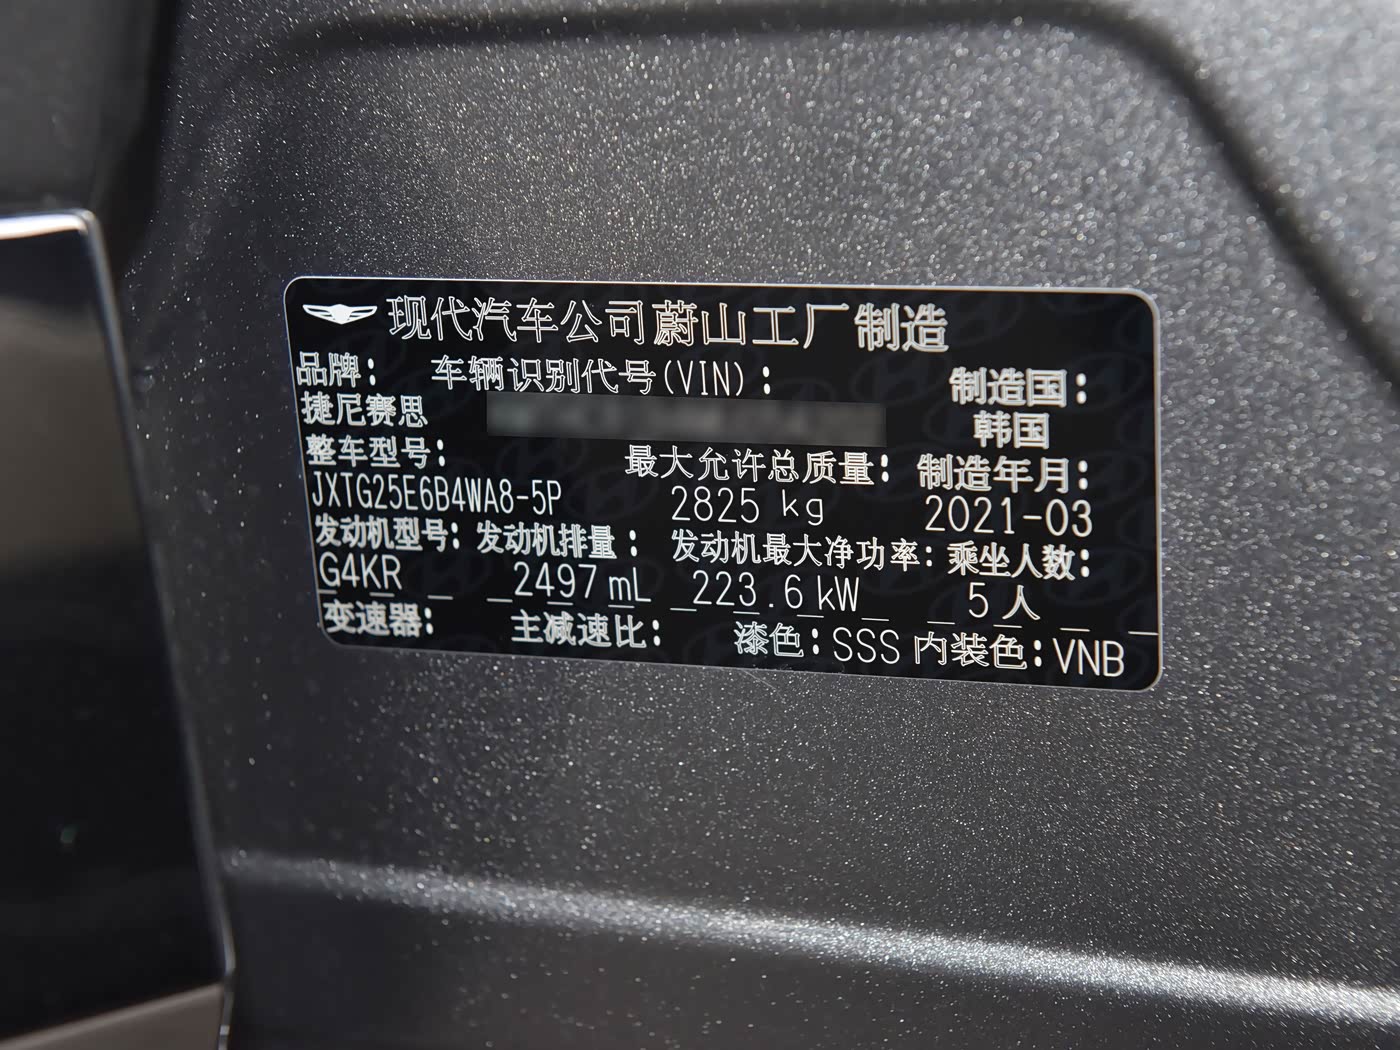 现代汽车公司蔚山工厂制造
品牌： 车辆识别代号(VIN)： 制造国：
捷尼赛思 韩国
整车型号： 最大允许总质量： 制造年月：
JXTG25E6B4WA8-5P 2825 kg 2021-03
发动机型号： 发动机排量： 发动机最大净功率： 乘坐人数：
G4KR 2497 mL 223.6 kW 5 人
变速器： 主减速比： 漆色：SSS 内装色：VNB